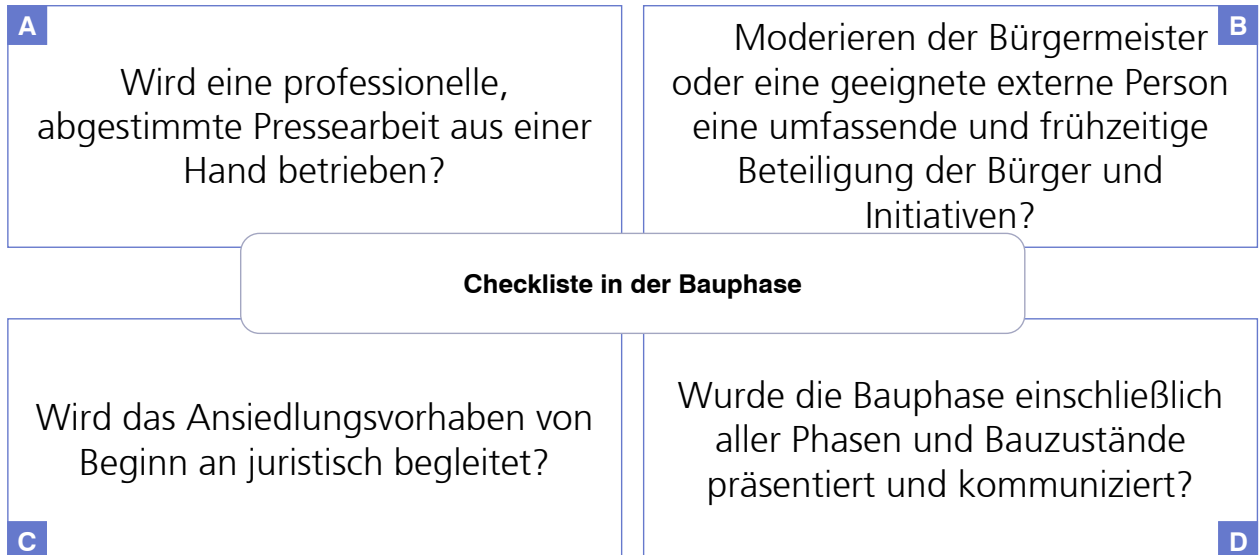 A
Wird eine professionelle,
abgestimmte Pressearbeit aus einer
Hand betrieben?
B
Moderieren der Bürgermeister
oder eine geeignete externe Person
eine umfassende und frühzeitige
Beteiligung der Bürger und
Initiativen?
Checkliste in der Bauphase
Wird das Ansiedlungsvorhaben von
Beginn an juristisch begleitet?
C
Wurde die Bauphase einschließlich
aller Phasen und Bauzustände
präsentiert und kommuniziert?
D